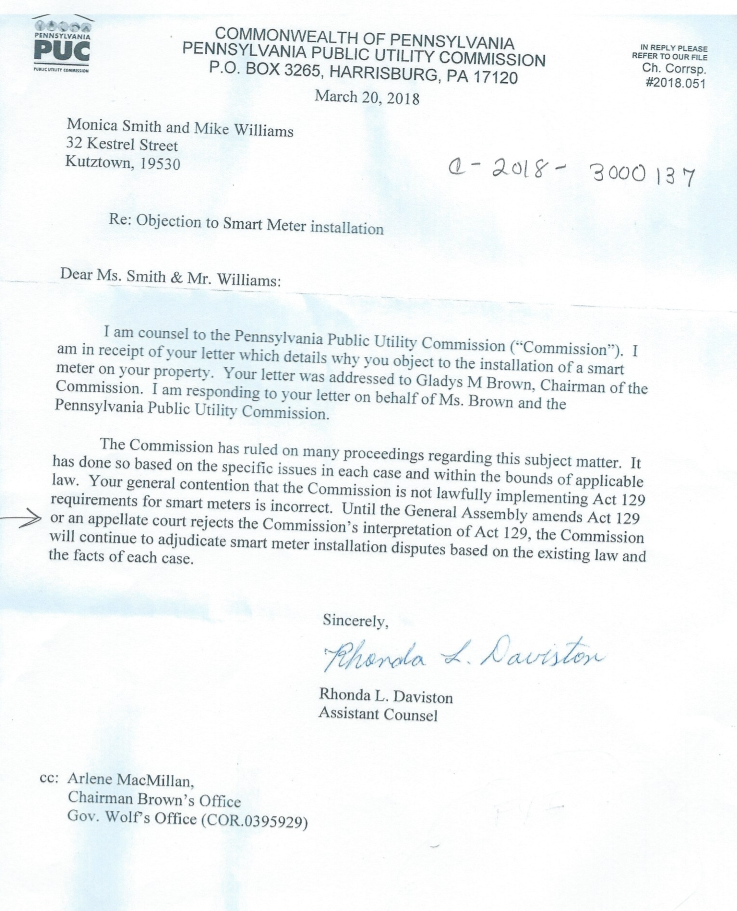 PENNSYLVANIA
PUC
PUBLIC UTILITY COMMISSION
COMMONWEALTH OF PENNSYLVANIA
PENNSYLVANIA PUBLIC UTILITY COMMISSION
P.O. BOX 3265, HARRISBURG, PA 17120
IN REPLY PLEASE
REFER TO OUR FILE
Ch. Corrsp.
#2018.051
March 20, 2018
Monica Smith and Mike Williams
32 Kestrel Street
Kutztown, 19530
C-2018-3000137
Re: Objection to Smart Meter installation
Dear Ms. Smith & Mr. Williams:
I am counsel to the Pennsylvania Public Utility Commission (“Commission”). I
am in receipt of your letter which details why you object to the installation of a smart
meter on your property. Your letter was addressed to Gladys M Brown, Chairman of the
Commission. I am responding to your letter on behalf of Ms. Brown and the
Pennsylvania Public Utility Commission.
The Commission has ruled on many proceedings regarding this subject matter. It
has done so based on the specific issues in each case and within the bounds of applicable
law. Your general contention that the Commission is not lawfully implementing Act 129
requirements for smart meters is incorrect. Until the General Assembly amends Act 129
or an appellate court rejects the Commission’s interpretation of Act 129, the Commission
will continue to adjudicate smart meter installation disputes based on the existing law and
the facts of each case.
Sincerely,
Rhonda L. Daviston
Rhonda L. Daviston
Assistant Counsel
cc: Arlene MacMillan,
Chairman Brown’s Office
Gov. Wolf’s Office (COR.0395929)